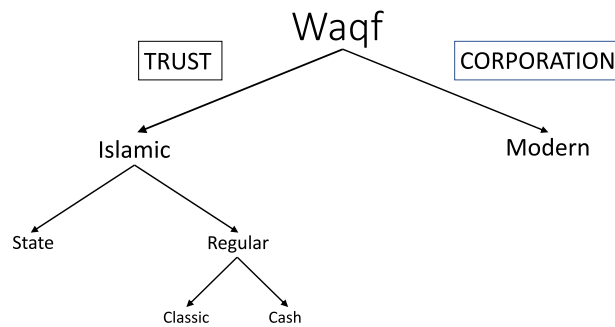 Waqf
TRUST
CORPORATION
Islamic
Modern
State
Regular
Classic
Cash